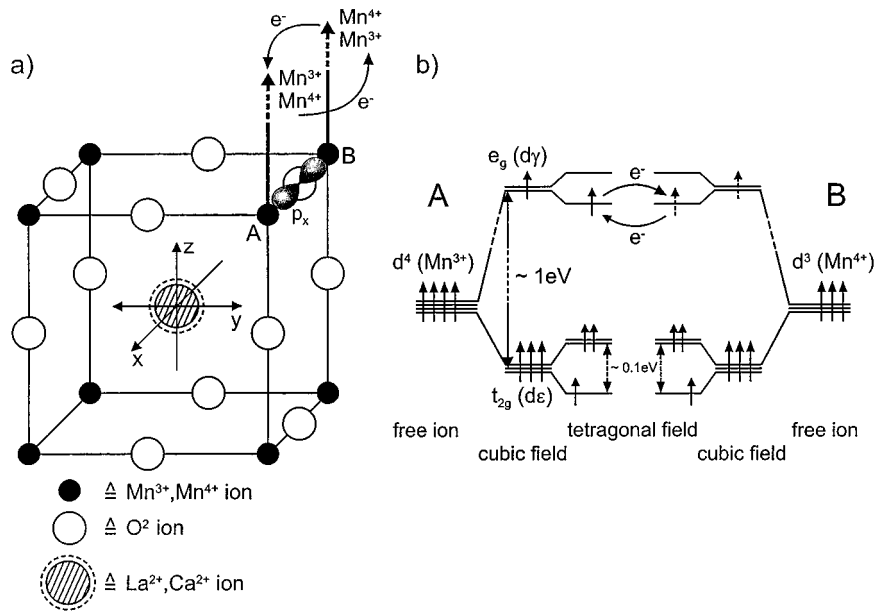 a)
e⁻
Mn⁴⁺
Mn³⁺
Mn³⁺
Mn⁴⁺
e⁻
B
A
pₓ
z
y
x
≙ Mn³⁺,Mn⁴⁺ ion
≙ O² ion
≙ La²⁺,Ca²⁺ ion
b)
A
e_g (dγ)
e⁻
e⁻
B
d⁴ (Mn³⁺)
~ 1eV
d³ (Mn⁴⁺)
~ 0.1eV
t₂g (dε)
free ion
cubic field
tetragonal field
cubic field
free ion